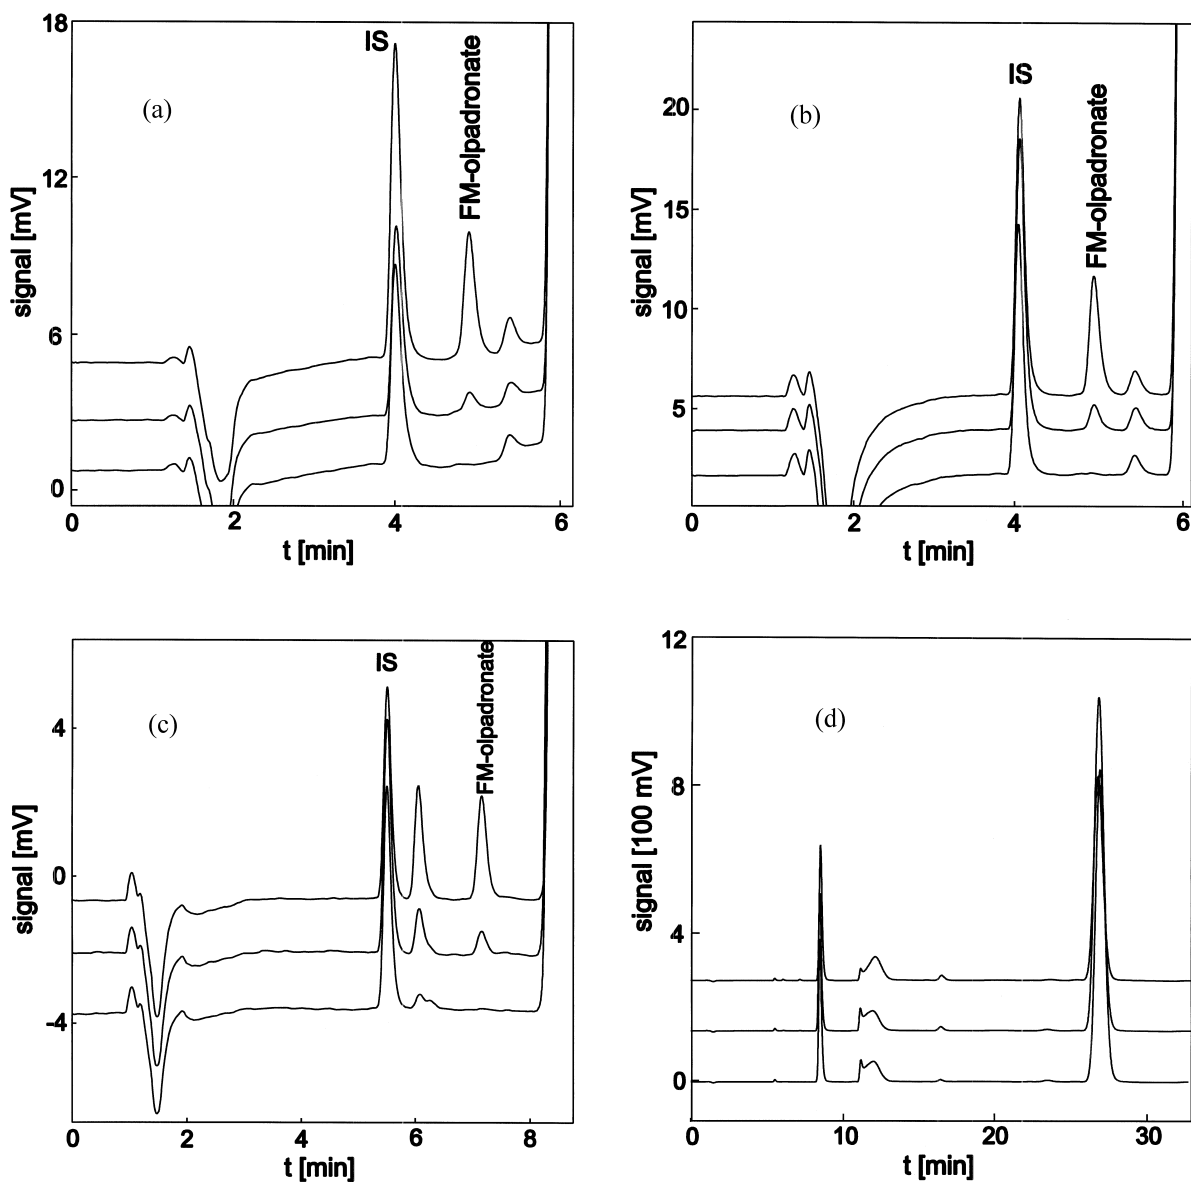 18
12
6
0
signal [mV]
(a)
IS
FM-olpadronate
0 2 4 6
t [min]
20
15
10
5
signal [mV]
(b)
IS
FM-olpadronate
0 2 4 6
t [min]
4
0
-4
signal [mV]
(c)
IS
FM-olpadronate
0 2 4 6 8
t [min]
12
8
4
0
signal [100 mV]
(d)
0 10 20 30
t [min]